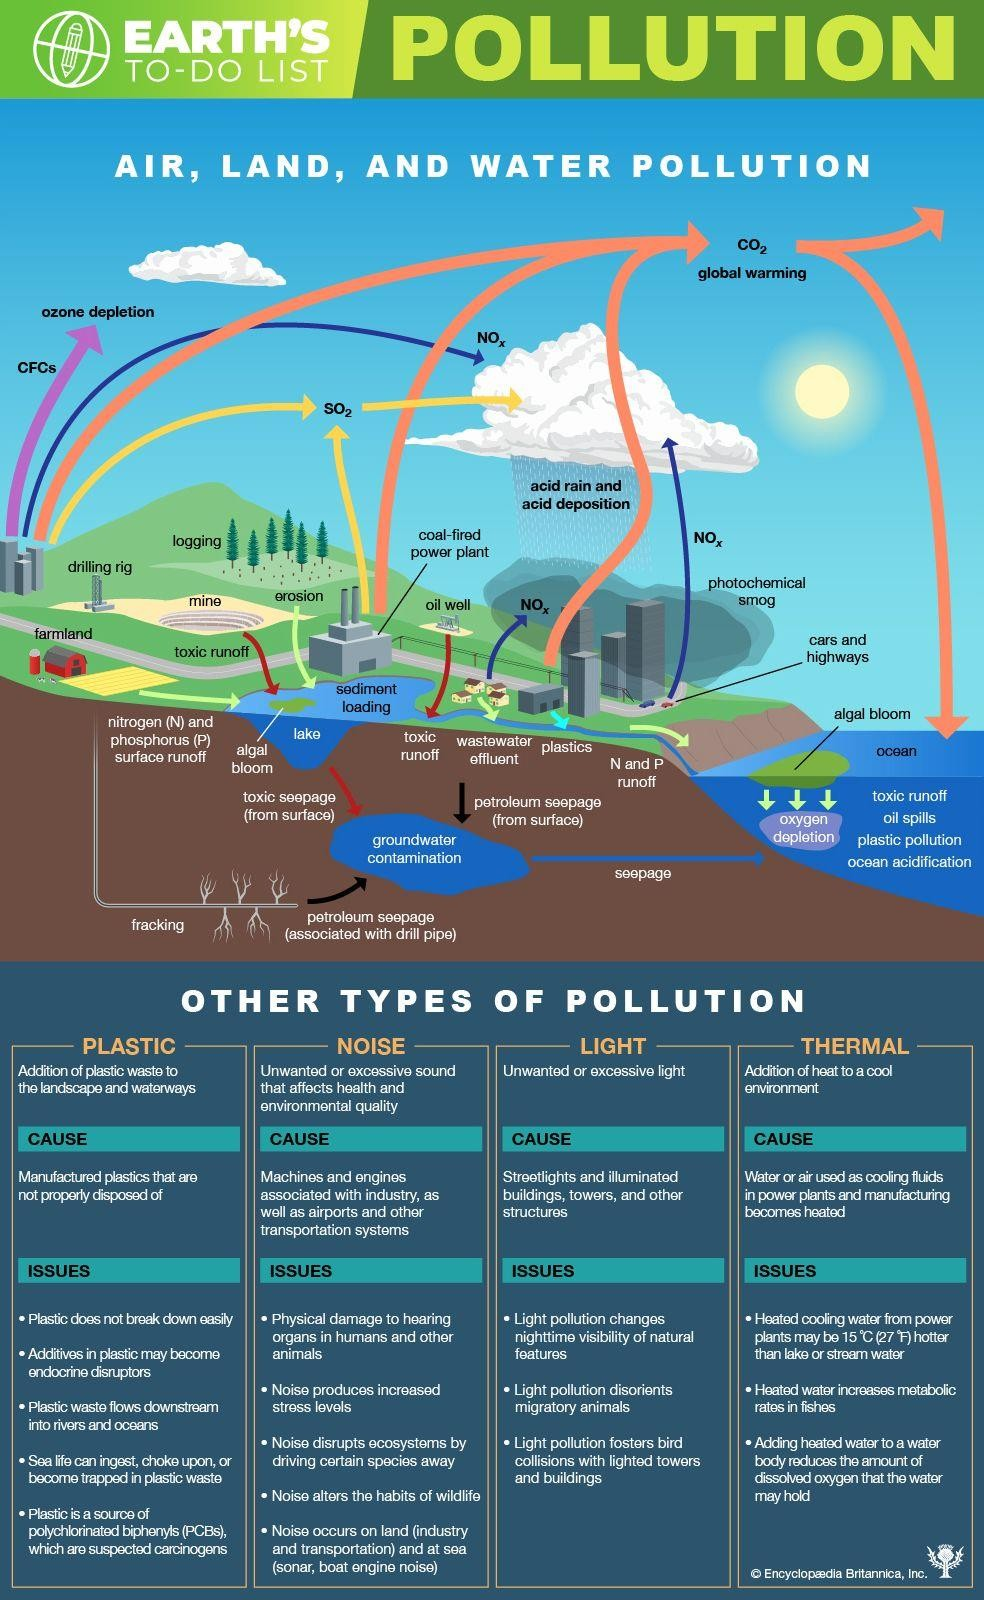 EARTH'S
TO-DO LIST
POLLUTION
AIR, LAND, AND WATER POLLUTION
CO₂
global warming
ozone depletion
CFCs
NOₓ
SO₂
acid rain and
acid deposition
NOₓ
logging
coal-fired
power plant
drilling rig
photochemical
smog
mine
erosion
oil well
NOₓ
farmland
cars and
highways
toxic runoff
sediment
loading
nitrogen (N) and
phosphorus (P)
surface runoff
algal
bloom
lake
toxic
runoff
wastewater
effluent
plastics
N and P
runoff
algal bloom
ocean
toxic seepage
(from surface)
petroleum seepage
(from surface)
oxygen
depletion
toxic runoff
oil spills
plastic pollution
ocean acidification
groundwater
contamination
seepage
fracking
petroleum seepage
(associated with drill pipe)
OTHER TYPES OF POLLUTION
PLASTIC
Addition of plastic waste to
the landscape and waterways
CAUSE
Manufactured plastics that are
not properly disposed of
ISSUES
• Plastic does not break down easily
• Additives in plastic may become
endocrine disruptors
• Plastic waste flows downstream
into rivers and oceans
• Sea life can ingest, choke upon, or
become trapped in plastic waste
• Plastic is a source of
polychlorinated biphenyls (PCBs),
which are suspected carcinogens
NOISE
Unwanted or excessive sound
that affects health and
environmental quality
CAUSE
Machines and engines
associated with industry, as
well as airports and other
transportation systems
ISSUES
• Physical damage to hearing
organs in humans and other
animals
• Noise produces increased
stress levels
• Noise disrupts ecosystems by
driving certain species away
• Noise alters the habits of wildlife
• Noise occurs on land (industry
and transportation) and at sea
(sonar, boat engine noise)
LIGHT
Unwanted or excessive light
CAUSE
Streetlights and illuminated
buildings, towers, and other
structures
ISSUES
• Light pollution changes
nighttime visibility of natural
features
• Light pollution disorients
migratory animals
• Light pollution fosters bird
collisions with lighted towers
and buildings
THERMAL
Addition of heat to a cool
environment
CAUSE
Water or air used as cooling fluids
in power plants and manufacturing
becomes heated
ISSUES
• Heated cooling water from power
plants may be 15 °C (27 °F) hotter
than lake or stream water
• Heated water increases metabolic
rates in fishes
• Adding heated water to a water
body reduces the amount of
dissolved oxygen that the water
may hold
© Encyclopædia Britannica, Inc.